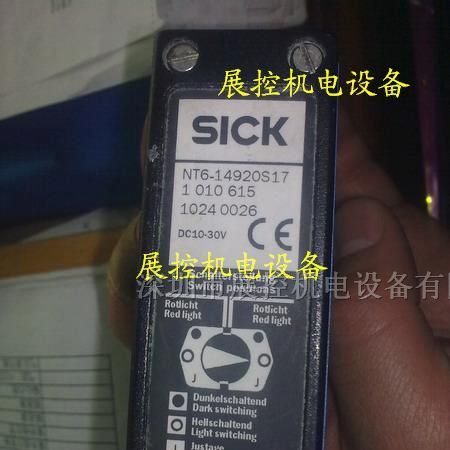 展控机电设备
SICK
NT6-14920S17
1 010 615
1024 0026
DC10-30V CE
展控机电设备
Switch positions
深圳市展控机电设备有限
Rotlicht Rotlicht
Red light Red light
J J
Dunkelschaltend
Dark switching
Hellschaltend
Light switching
J Justage